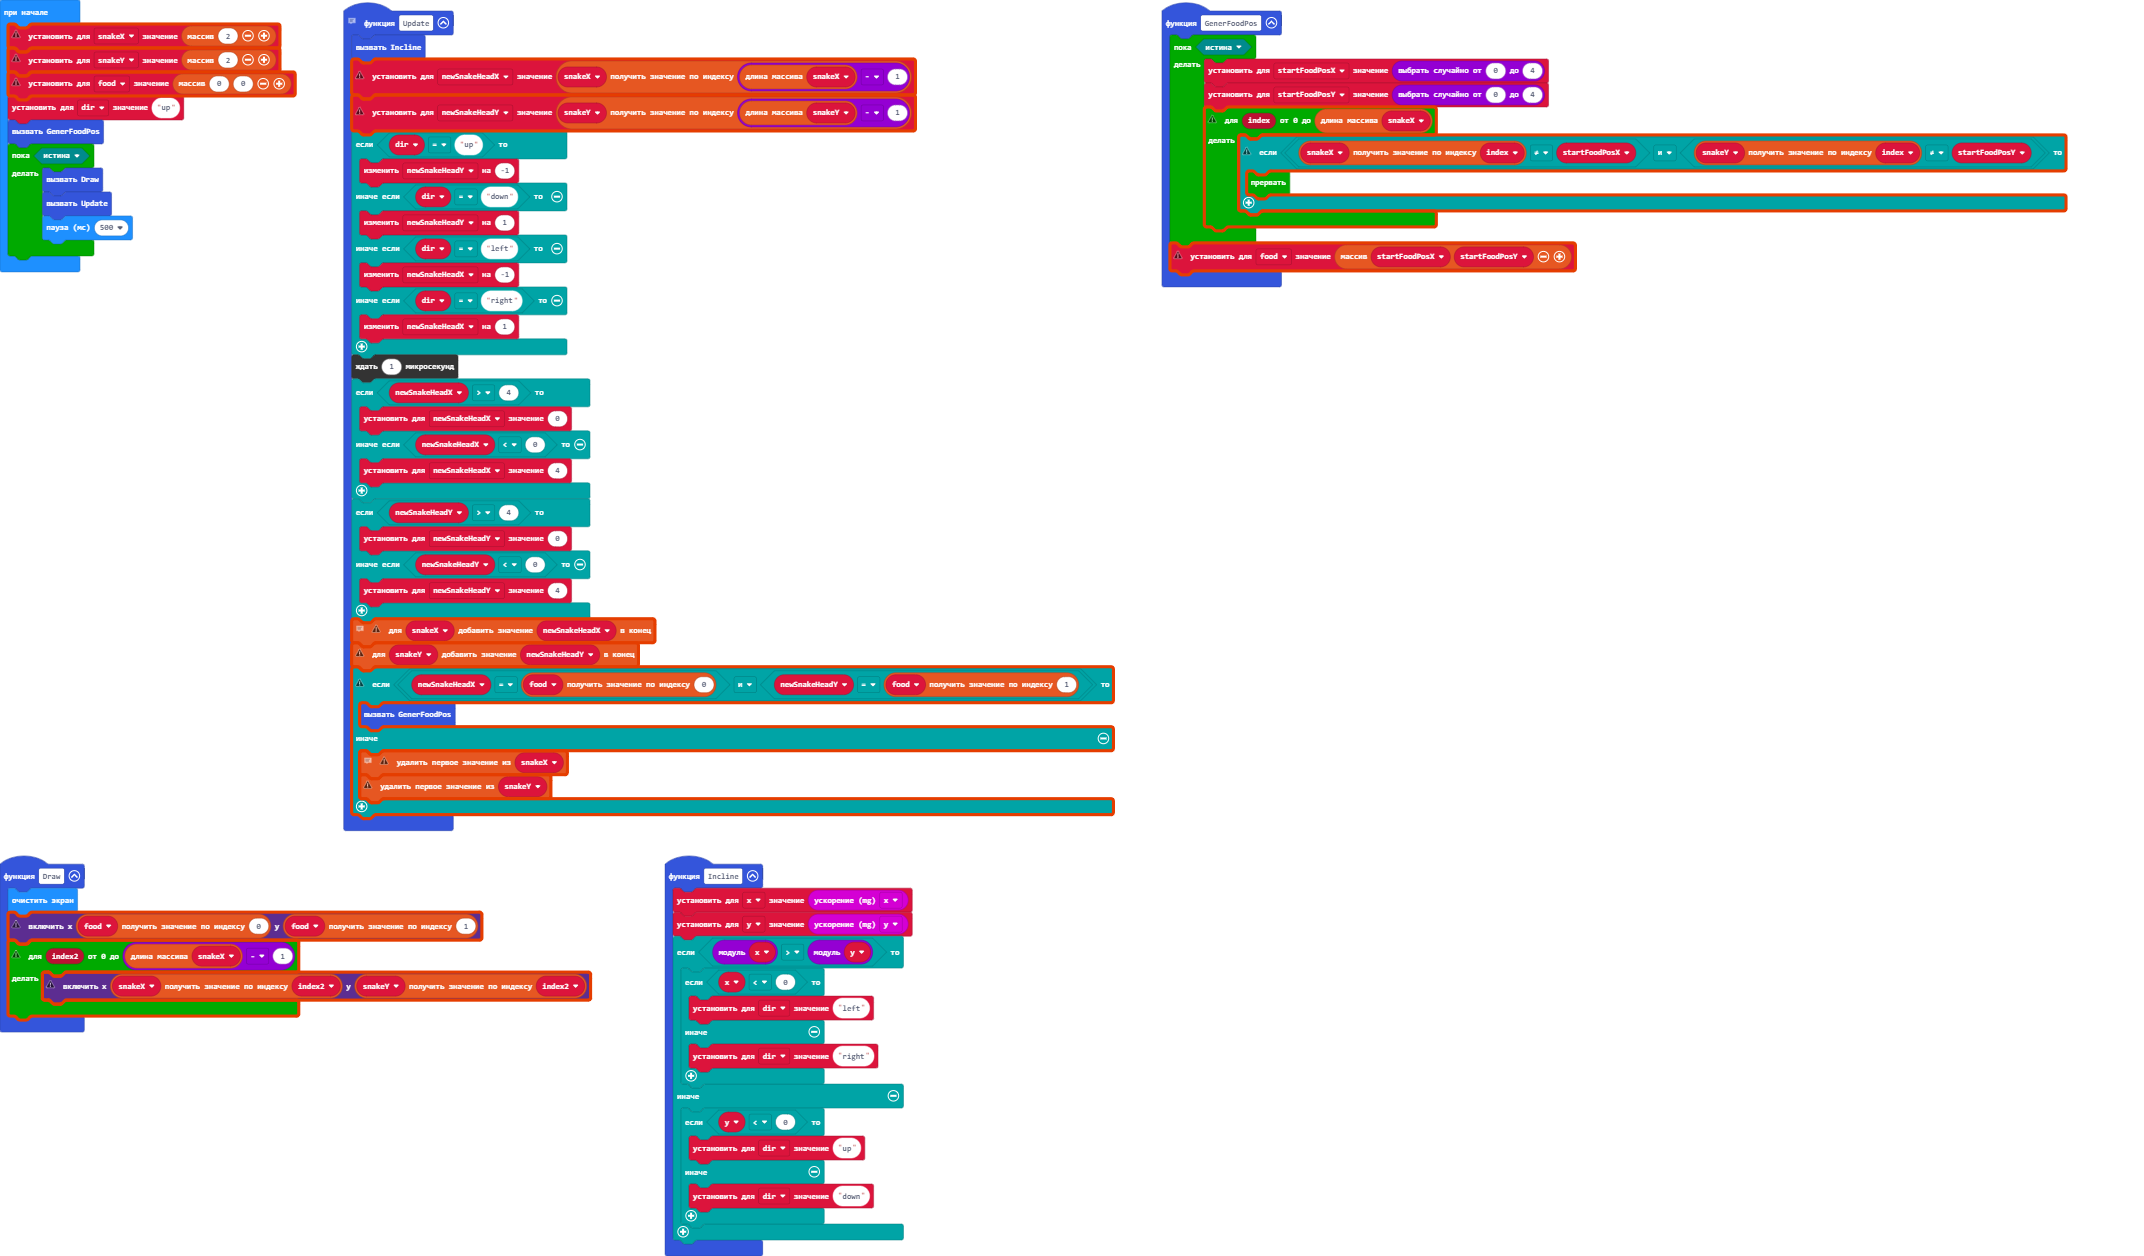 при начале
установить для snakeX значение массив 2
установить для snakeY значение массив 2
установить для food значение массив 0 0
установить для dir значение "up"
вызвать GenerFoodPos
пока истина
делать
вызвать Draw
вызвать Update
пауза (мс) 500
функция Update
вызвать Incline
установить для newSnakeHeadX значение snakeX получить значение по индексу длина массива snakeX - 1
установить для newSnakeHeadY значение snakeY получить значение по индексу длина массива snakeY - 1
если dir = "up" то
изменить newSnakeHeadY на -1
иначе если dir = "down" то
изменить newSnakeHeadY на 1
иначе если dir = "left" то
изменить newSnakeHeadX на -1
иначе если dir = "right" то
изменить newSnakeHeadX на 1
ждать 1 микросекунд
если newSnakeHeadX > 4 то
установить для newSnakeHeadX значение 0
иначе если newSnakeHeadX < 0 то
установить для newSnakeHeadX значение 4
если newSnakeHeadY > 4 то
установить для newSnakeHeadY значение 0
иначе если newSnakeHeadY < 0 то
установить для newSnakeHeadY значение 4
для snakeX добавить значение newSnakeHeadX в конец
для snakeY добавить значение newSnakeHeadY в конец
если newSnakeHeadX = food получить значение по индексу 0 и newSnakeHeadY = food получить значение по индексу 1 то
вызвать GenerFoodPos
иначе
удалить первое значение из snakeX
удалить первое значение из snakeY
функция GenerFoodPos
пока истина
делать
установить для startFoodPosX значение выбрать случайно от 0 до 4
установить для startFoodPosY значение выбрать случайно от 0 до 4
для index от 0 до длина массива snakeX
делать
если snakeX получить значение по индексу index ≠ startFoodPosX и snakeY получить значение по индексу index ≠ startFoodPosY то
прервать
установить для food значение массив startFoodPosX startFoodPosY
функция Draw
очистить экран
включить x food получить значение по индексу 0 y food получить значение по индексу 1
для index2 от 0 до длина массива snakeX - 1
делать
включить x snakeX получить значение по индексу index2 y snakeY получить значение по индексу index2
функция Incline
установить для x значение ускорение (mg) x
установить для y значение ускорение (mg) y
если модуль x > модуль y то
если x < 0 то
установить для dir значение "left"
иначе
установить для dir значение "right"
иначе
если y < 0 то
установить для dir значение "up"
иначе
установить для dir значение "down"